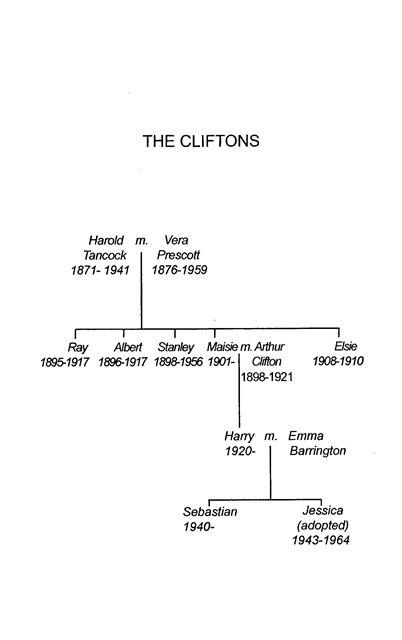 THE CLIFTONS
Harold m. Vera
Tancock Prescott
1871- 1941 1876-1959
Ray Albert Stanley Maisie m. Arthur Elsie
1895-1917 1896-1917 1898-1956 1901- Clifton 1908-1910
1898-1921
Harry m. Emma
1920- Barrington
Sebastian Jessica
1940- (adopted)
1943-1964